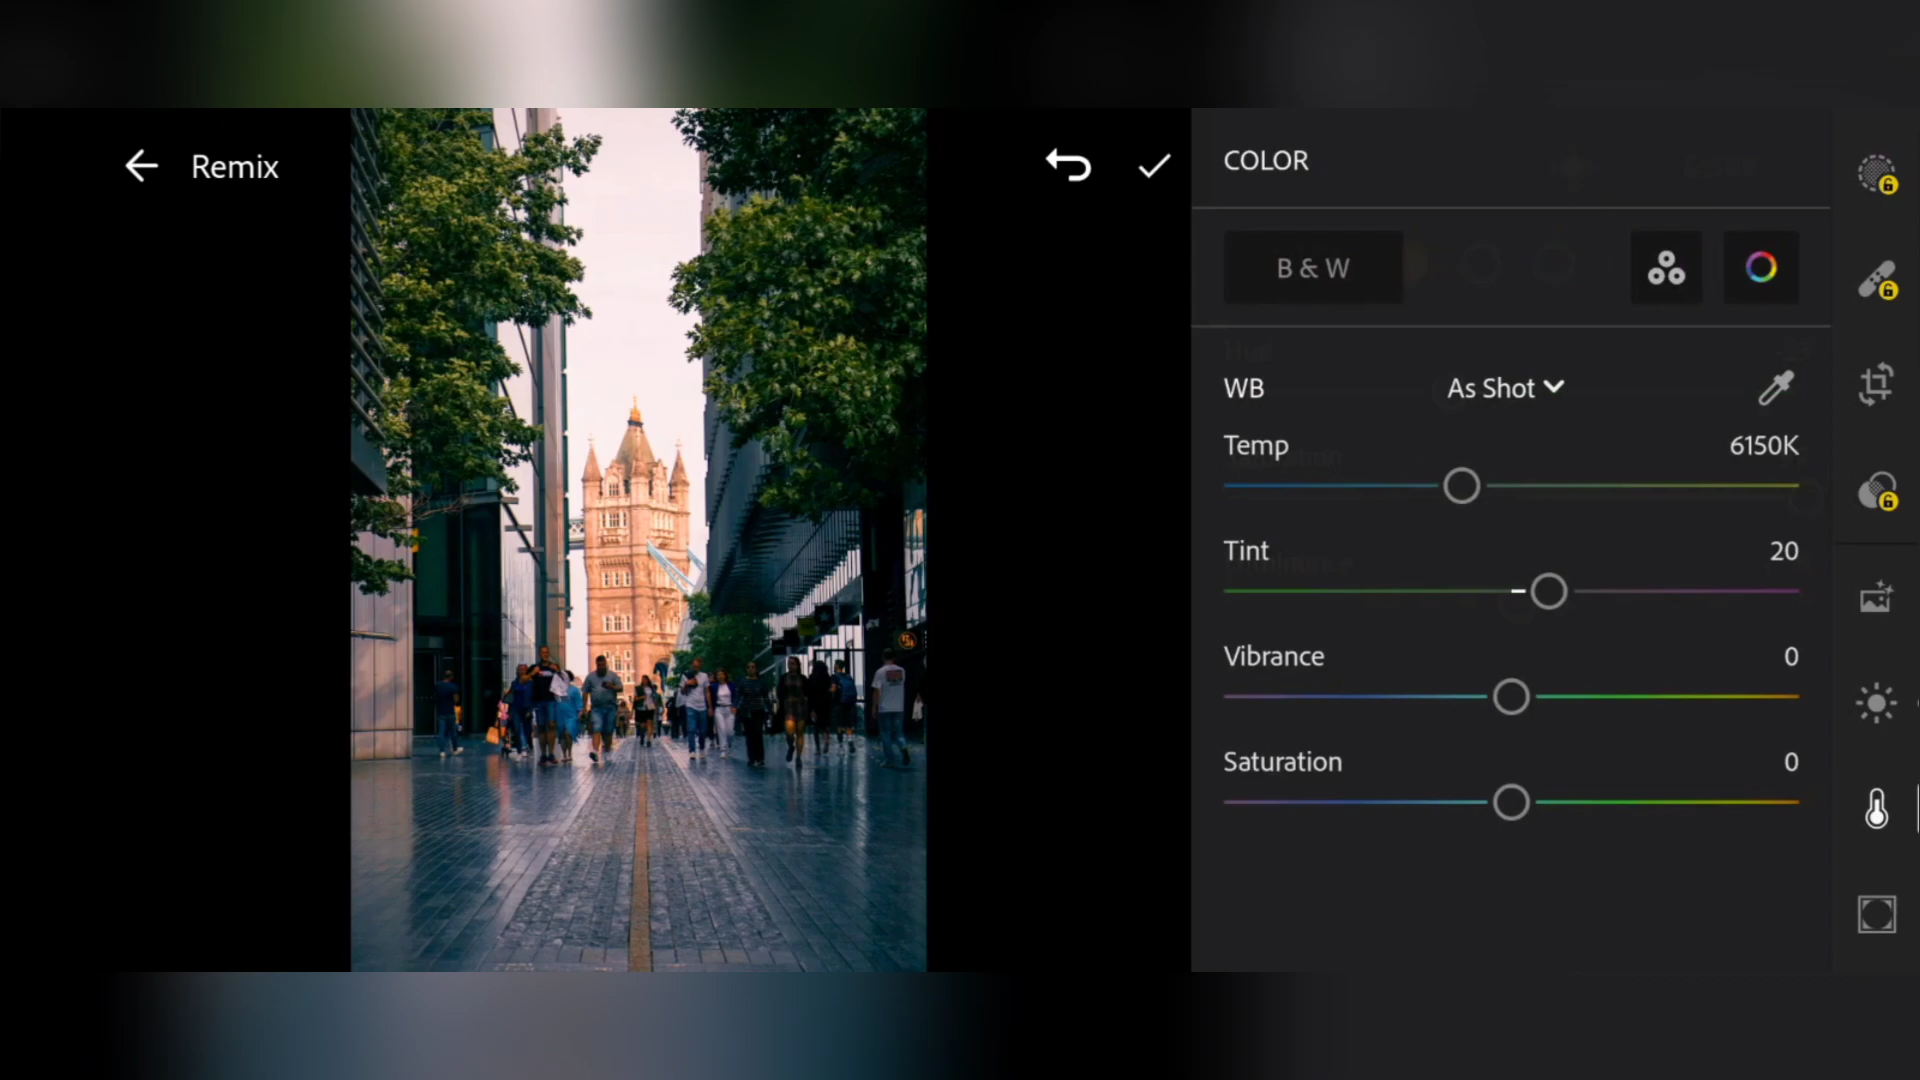 Remix
COLOR
B & W
WB
As Shot
Temp
6150K
Tint
20
Vibrance
0
Saturation
0